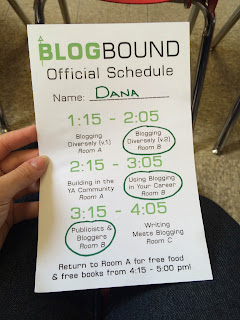 BLOGBOUND
Official Schedule
Name: DANA
1:15 - 2:05
Blogging
Diversely (v.1)
Room A
Blogging
Diversely (v.2)
Room B
2:15 - 3:05
Building in the
YA Community
Room A
Using Blogging
in Your Career
Room B
3:15 - 4:05
Publicists &
Bloggers
Room B
Writing
Meets Blogging
Room C
Return to Room A for free food
& free books from 4:15 - 5:00 pm!